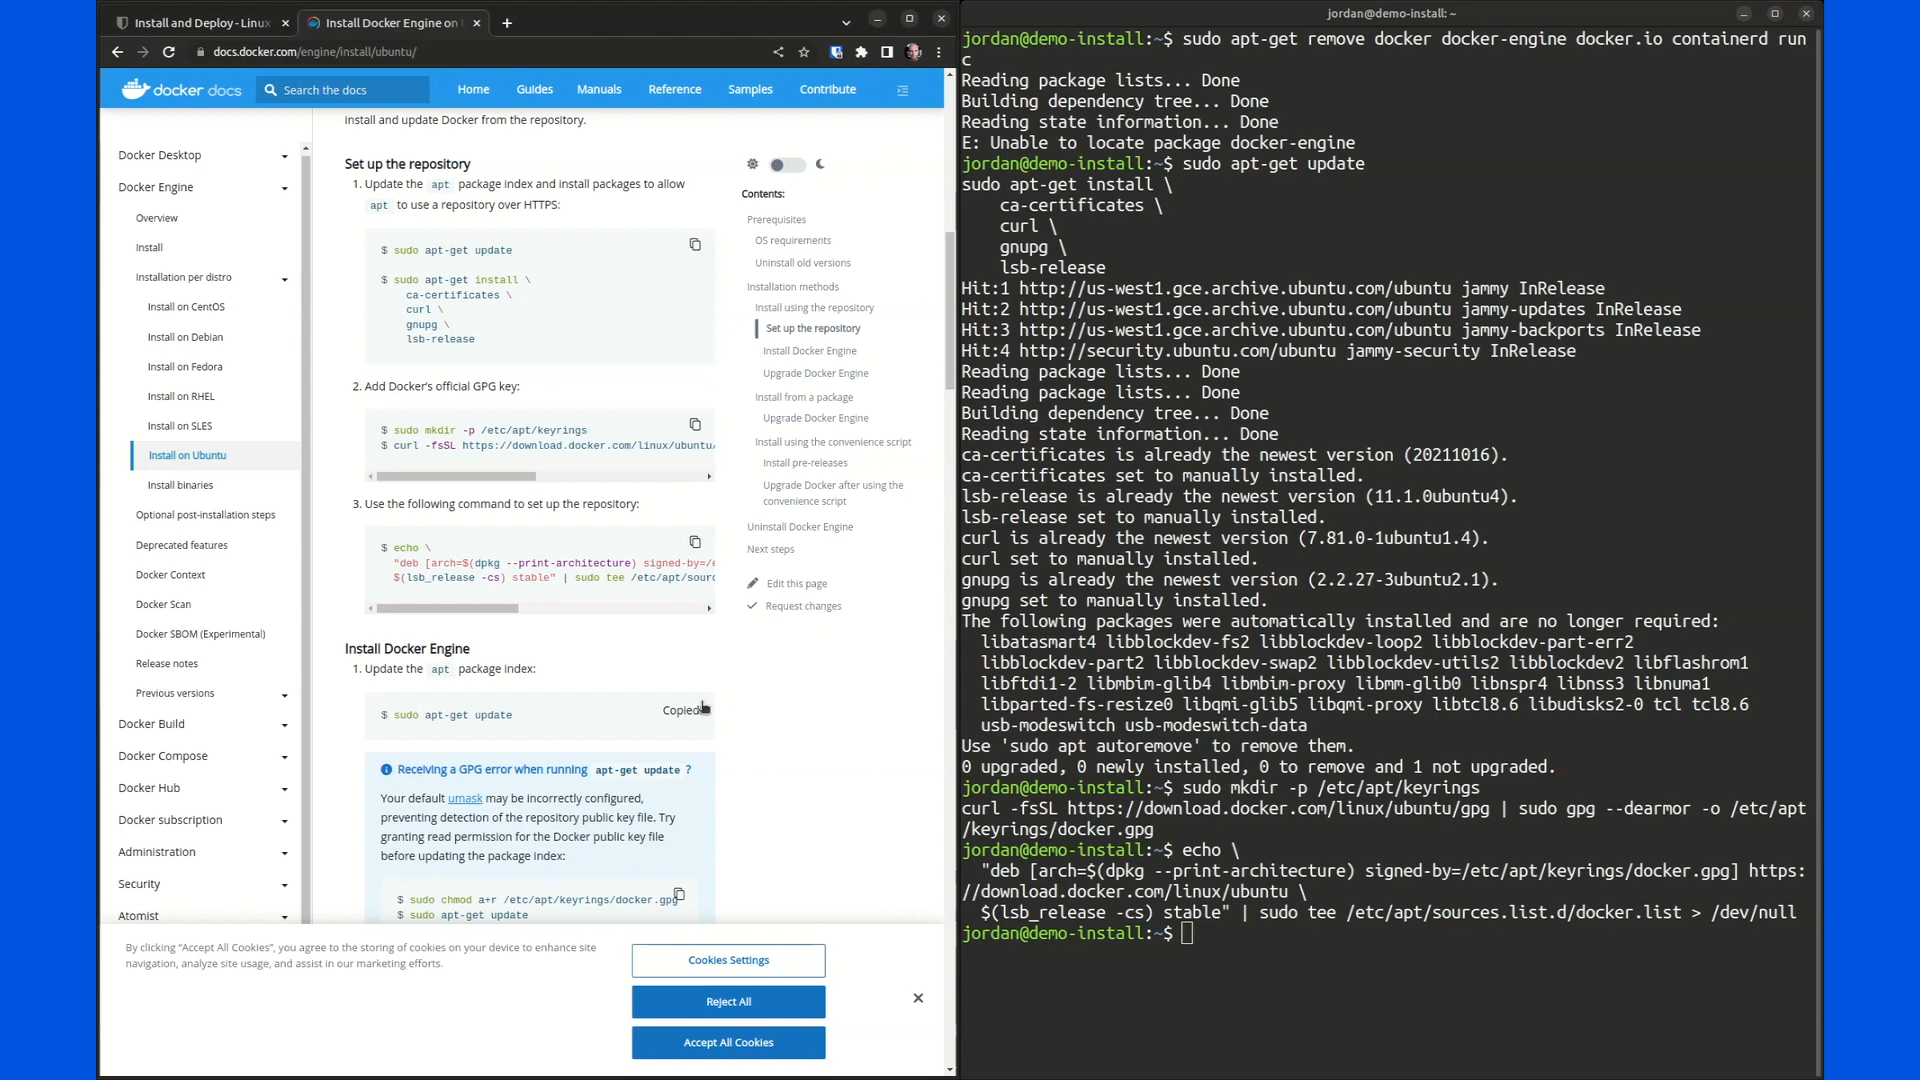 Install and Deploy - Linux
Install Docker Engine on
docs.docker.com/engine/install/ubuntu/
docker docs
Search the docs
Home
Guides
Manuals
Reference
Samples
Contribute
Docker Desktop
Docker Engine
Overview
Install
Installation per distro
Install on CentOS
Install on Debian
Install on Fedora
Install on RHEL
Install on SLES
Install on Ubuntu
Install binaries
Optional post-installation steps
Deprecated features
Docker Context
Docker Scan
Docker SBOM (Experimental)
Release notes
Previous versions
Docker Build
Docker Compose
Docker Hub
Docker subscription
Administration
Security
Atomist
install and update Docker from the repository.
Set up the repository
1. Update the apt package index and install packages to allow
apt to use a repository over HTTPS:
$ sudo apt-get update
$ sudo apt-get install \
ca-certificates \
curl \
gnupg \
lsb-release
2. Add Docker's official GPG key:
$ sudo mkdir -p /etc/apt/keyrings
$ curl -fsSL https://download.docker.com/linux/ubuntu/
3. Use the following command to set up the repository:
$ echo \
"deb [arch=$(dpkg --print-architecture) signed-by=/e
$(lsb_release -cs) stable" | sudo tee /etc/apt/sourc
Install Docker Engine
1. Update the apt package index:
$ sudo apt-get update
Copied
Receiving a GPG error when running apt-get update ?
Your default umask may be incorrectly configured,
preventing detection of the repository public key file. Try
granting read permission for the Docker public key file
before updating the package index:
$ sudo chmod a+r /etc/apt/keyrings/docker.gpg
$ sudo apt-get update
Contents:
Prerequisites
OS requirements
Uninstall old versions
Installation methods
Install using the repository
Set up the repository
Install Docker Engine
Upgrade Docker Engine
Install from a package
Upgrade Docker Engine
Install using the convenience script
Install pre-releases
Upgrade Docker after using the
convenience script
Uninstall Docker Engine
Next steps
Edit this page
Request changes
By clicking “Accept All Cookies”, you agree to the storing of cookies on your device to enhance site
navigation, analyze site usage, and assist in our marketing efforts.
Cookies Settings
Reject All
Accept All Cookies
jordan@demo-install: ~
jordan@demo-install:~$ sudo apt-get remove docker docker-engine docker.io containerd run
c
Reading package lists... Done
Building dependency tree... Done
Reading state information... Done
E: Unable to locate package docker-engine
jordan@demo-install:~$ sudo apt-get update
sudo apt-get install \
ca-certificates \
curl \
gnupg \
lsb-release
Hit:1 http://us-west1.gce.archive.ubuntu.com/ubuntu jammy InRelease
Hit:2 http://us-west1.gce.archive.ubuntu.com/ubuntu jammy-updates InRelease
Hit:3 http://us-west1.gce.archive.ubuntu.com/ubuntu jammy-backports InRelease
Hit:4 http://security.ubuntu.com/ubuntu jammy-security InRelease
Reading package lists... Done
Reading package lists... Done
Building dependency tree... Done
Reading state information... Done
ca-certificates is already the newest version (20211016).
ca-certificates set to manually installed.
lsb-release is already the newest version (11.1.0ubuntu4).
lsb-release set to manually installed.
curl is already the newest version (7.81.0-1ubuntu1.4).
curl set to manually installed.
gnupg is already the newest version (2.2.27-3ubuntu2.1).
gnupg set to manually installed.
The following packages were automatically installed and are no longer required:
libatasmart4 libblockdev-fs2 libblockdev-loop2 libblockdev-part-err2
libblockdev-part2 libblockdev-swap2 libblockdev-utils2 libblockdev2 libflashrom1
libftdi1-2 libmbim-glib4 libmbim-proxy libmm-glib0 libnspr4 libnss3 libnuma1
libparted-fs-resize0 libqmi-glib5 libqmi-proxy libtcl8.6 libudisks2-0 tcl tcl8.6
usb-modeswitch usb-modeswitch-data
Use 'sudo apt autoremove' to remove them.
0 upgraded, 0 newly installed, 0 to remove and 1 not upgraded.
jordan@demo-install:~$ sudo mkdir -p /etc/apt/keyrings
curl -fsSL https://download.docker.com/linux/ubuntu/gpg | sudo gpg --dearmor -o /etc/apt
/keyrings/docker.gpg
jordan@demo-install:~$ echo \
"deb [arch=$(dpkg --print-architecture) signed-by=/etc/apt/keyrings/docker.gpg] https:
//download.docker.com/linux/ubuntu \
$(lsb_release -cs) stable" | sudo tee /etc/apt/sources.list.d/docker.list > /dev/null
jordan@demo-install:~$